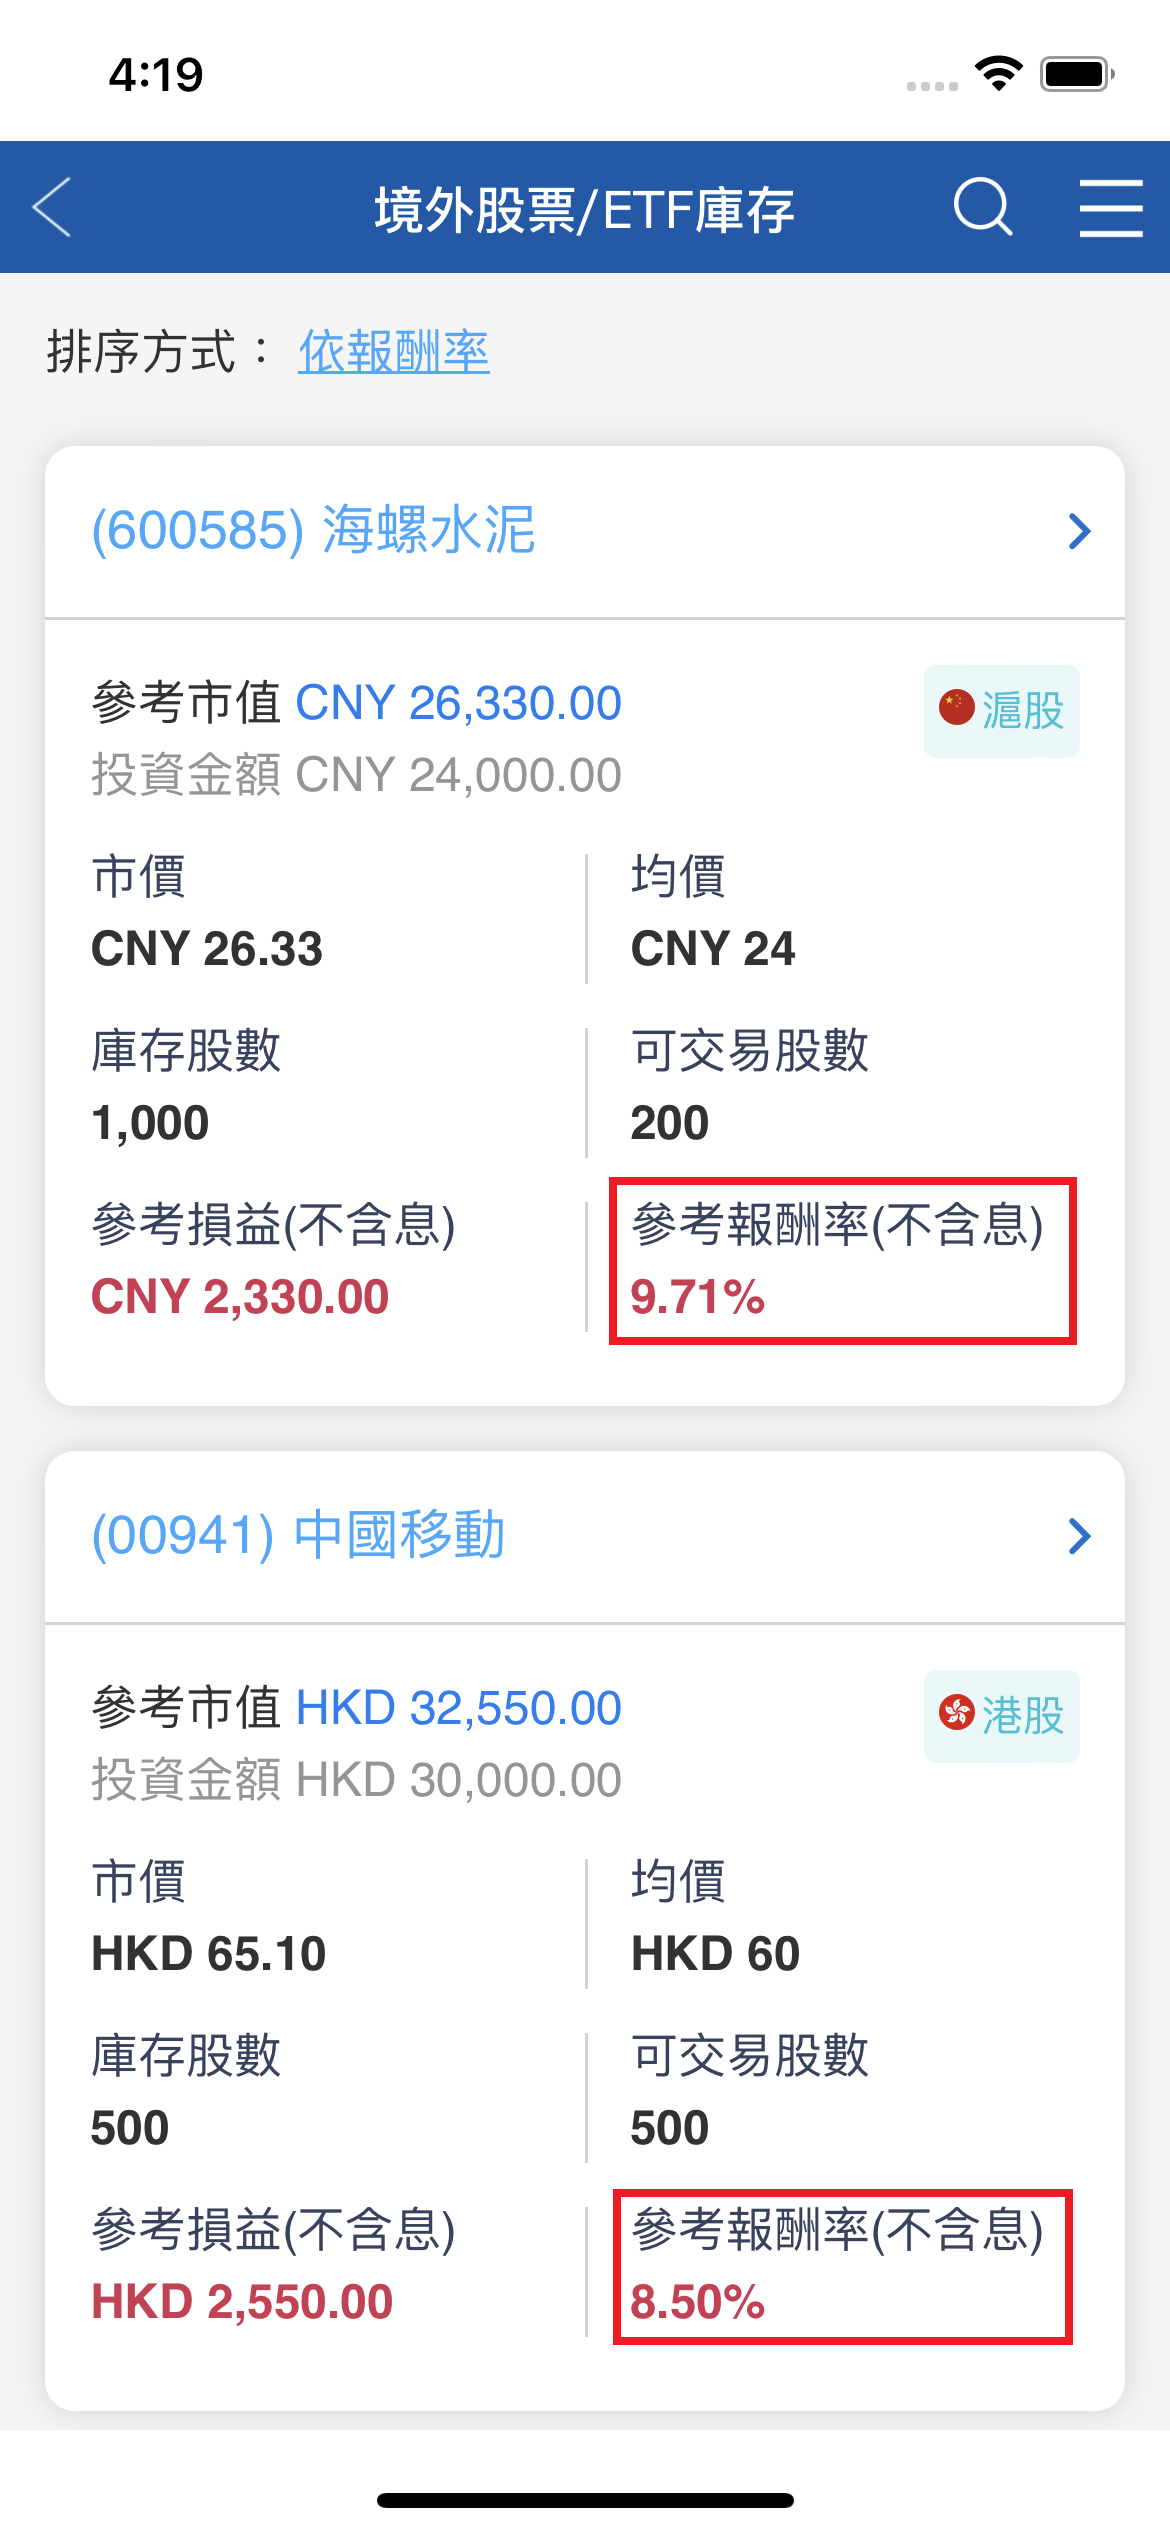 4:19
境外股票/ETF庫存
排序方式： 依報酬率
(600585) 海螺水泥
參考市值 CNY 26,330.00
滬股
投資金額 CNY 24,000.00
市價
均價
CNY 26.33
CNY 24
庫存股數
可交易股數
1,000
200
參考損益(不含息)
參考報酬率(不含息)
CNY 2,330.00
9.71%
(00941) 中國移動
參考市值 HKD 32,550.00
港股
投資金額 HKD 30,000.00
市價
均價
HKD 65.10
HKD 60
庫存股數
可交易股數
500
500
參考損益(不含息)
參考報酬率(不含息)
HKD 2,550.00
8.50%